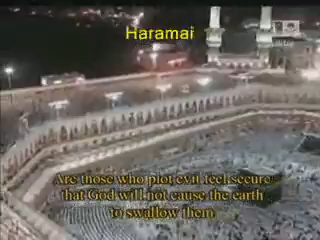 Haramai
Are those who plot evil feel secure
that God will not cause the earth
to swallow them.